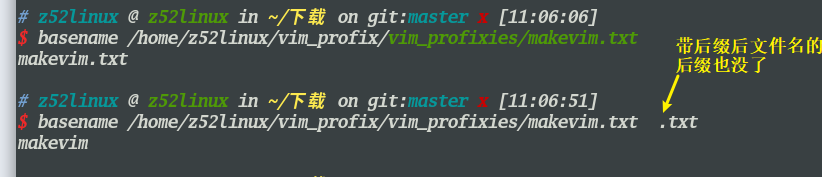 # z52linux @ z52linux in ~/下载 on git:master x [11:06:06]
$ basename /home/z52linux/vim_profix/vim_profixies/makevim.txt
makevim.txt
带后缀后文件名的
后缀也没了
# z52linux @ z52linux in ~/下载 on git:master x [11:06:51]
$ basename /home/z52linux/vim_profix/vim_profixies/makevim.txt  .txt
makevim